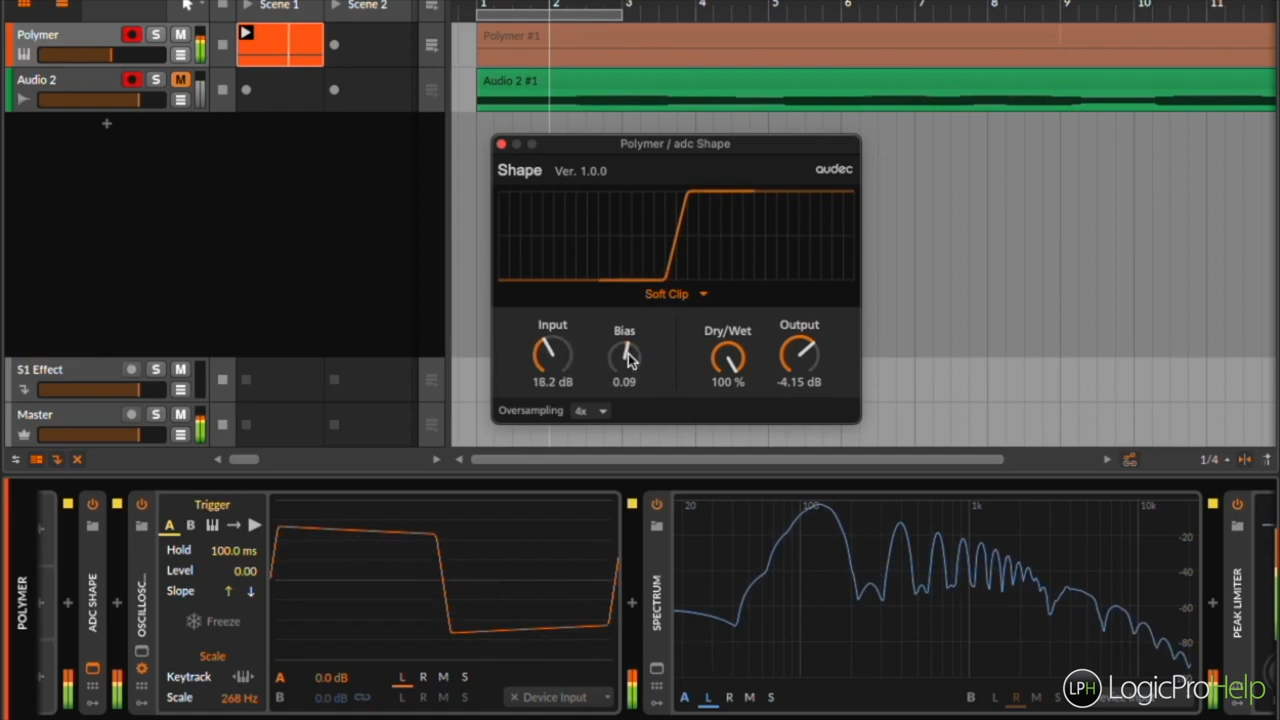 Scene 1
Scene 2
1 2 3 4 5 6 7 8 9 10 11
Polymer
S M
Polymer #1
Audio 2
S M
Audio 2 #1
+
Polymer / adc Shape
Shape Ver. 1.0.0 audec
Soft Clip
Input Bias Dry/Wet Output
18.2 dB 0.09 100 % -4.15 dB
Oversampling 4x
S1 Effect
S M
Master
S M
1/4
POLYMER
ADC SHAPE
OSCILLOSC...
Trigger
A B
Hold 100.0 ms
Level 0.00
Slope ↑ ↓
Freeze
Scale
Keytrack
Scale 268 Hz
A 0.0 dB L R M S
B 0.0 dB L R M S
× Device Input
SPECTRUM
20 100 1k 10k
-20
-40
-60
-80
A L R M S
B L R M
PEAK LIMITER
LPH LogicProHelp